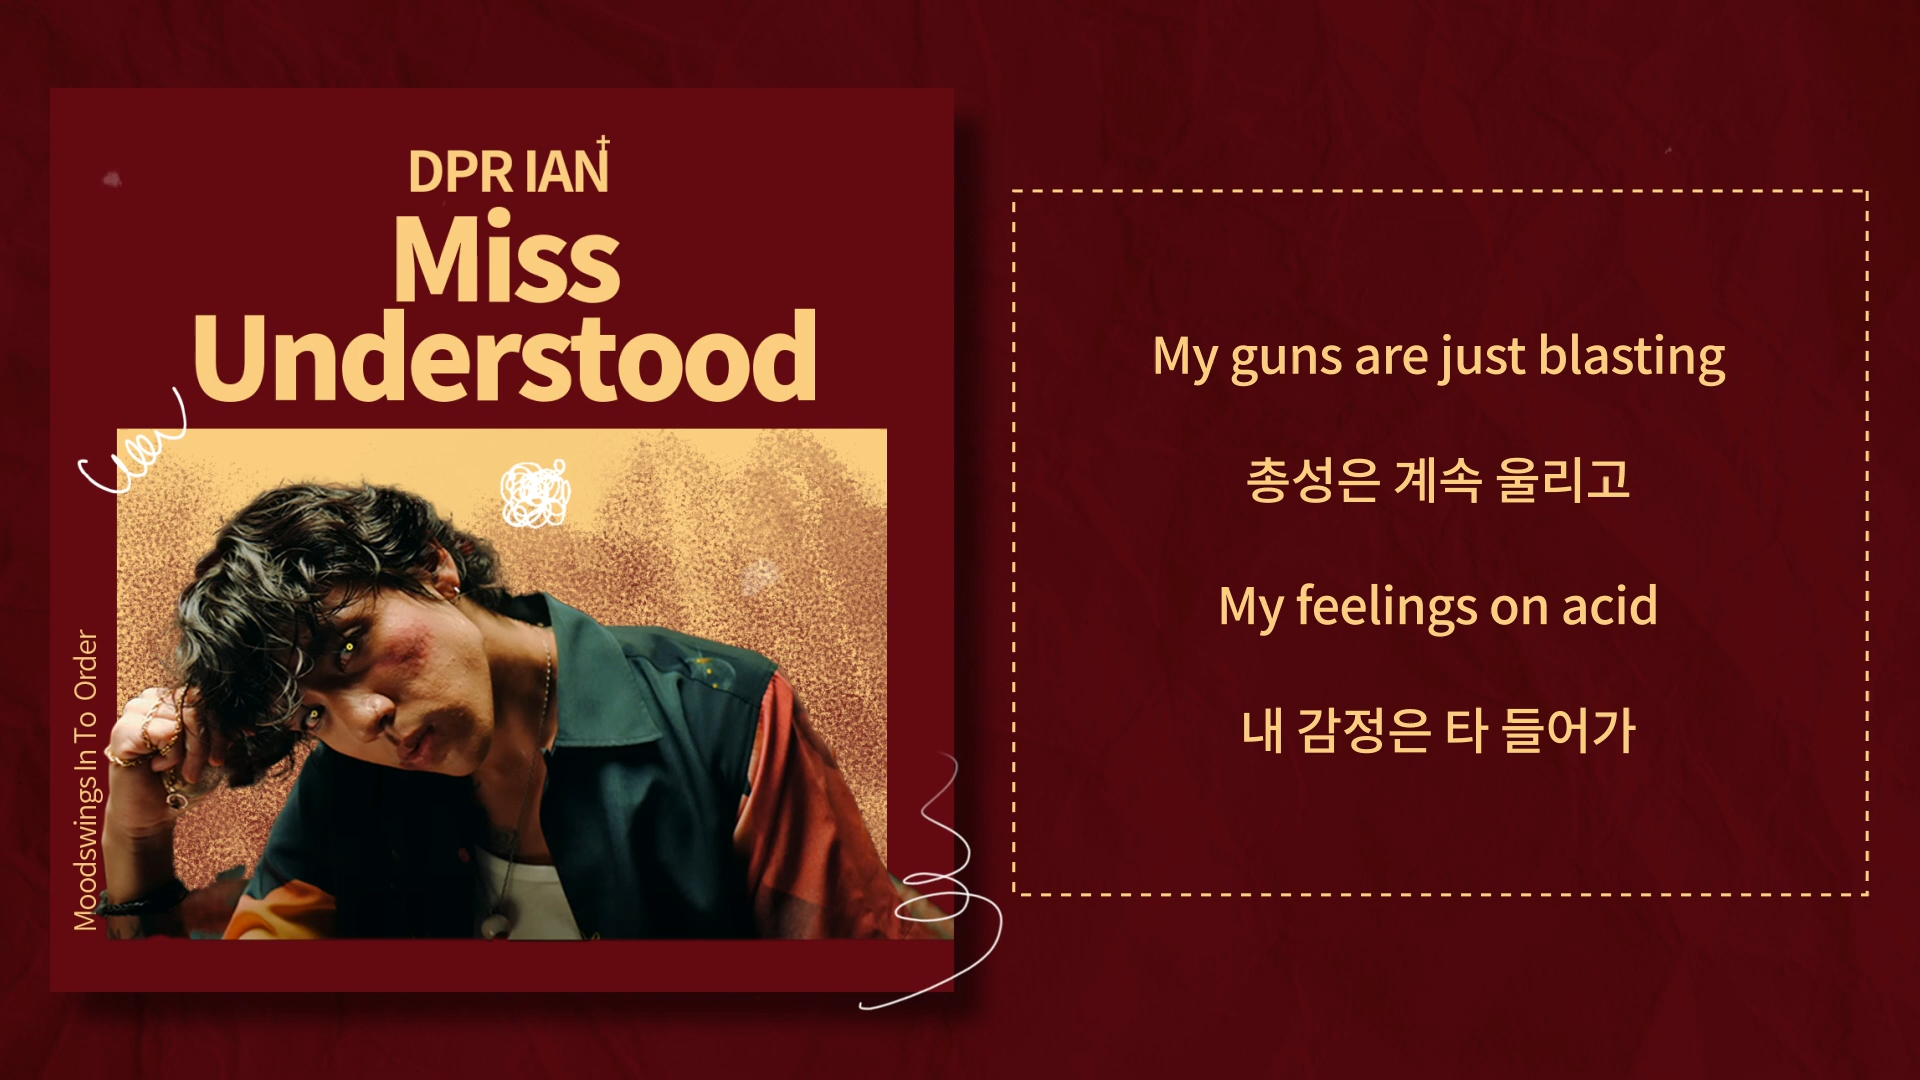 DPR IAN
Miss
Understood
Moodswings In To Order
My guns are just blasting
총성은 계속 울리고
My feelings on acid
내 감정은 타 들어가